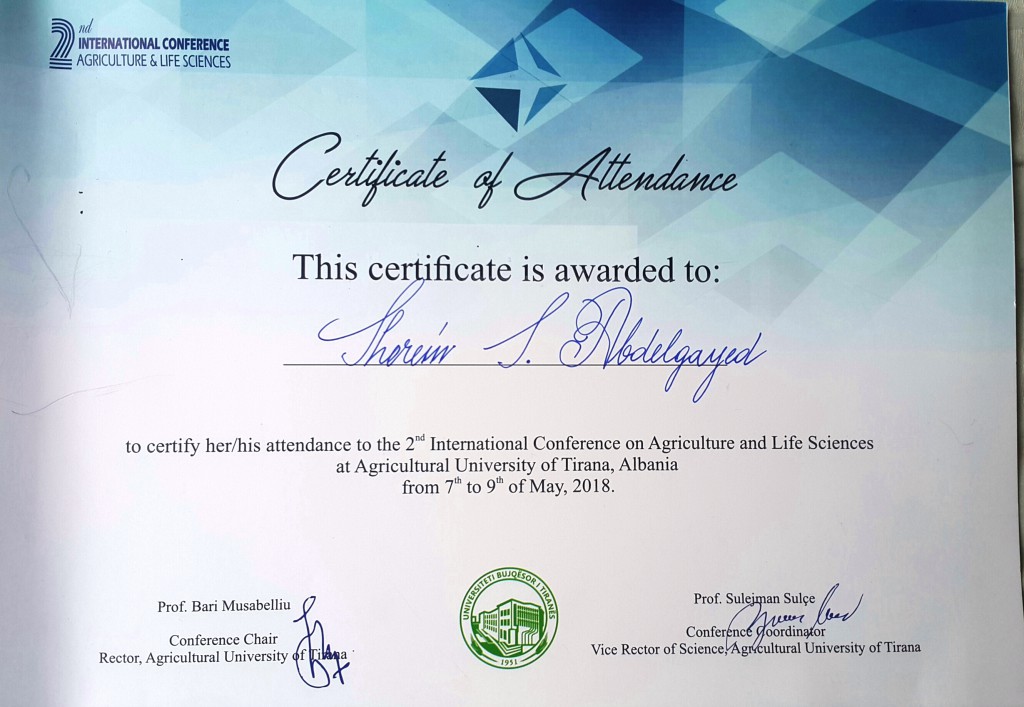 2nd
INTERNATIONAL CONFERENCE
AGRICULTURE & LIFE SCIENCES
Certificate of Attendance
This certificate is awarded to:
Sherein S. Abdelgayed
to certify her/his attendance to the 2nd International Conference on Agriculture and Life Sciences
at Agricultural University of Tirana, Albania
from 7th to 9th of May, 2018.
Prof. Bari Musabelliu
Conference Chair
Rector, Agricultural University of Tirana
UNIVERSITETI BUJQËSOR I TIRANËS
1951
Prof. Sulejman Sulçe
Conference Coordinator
Vice Rector of Science, Agricultural University of Tirana